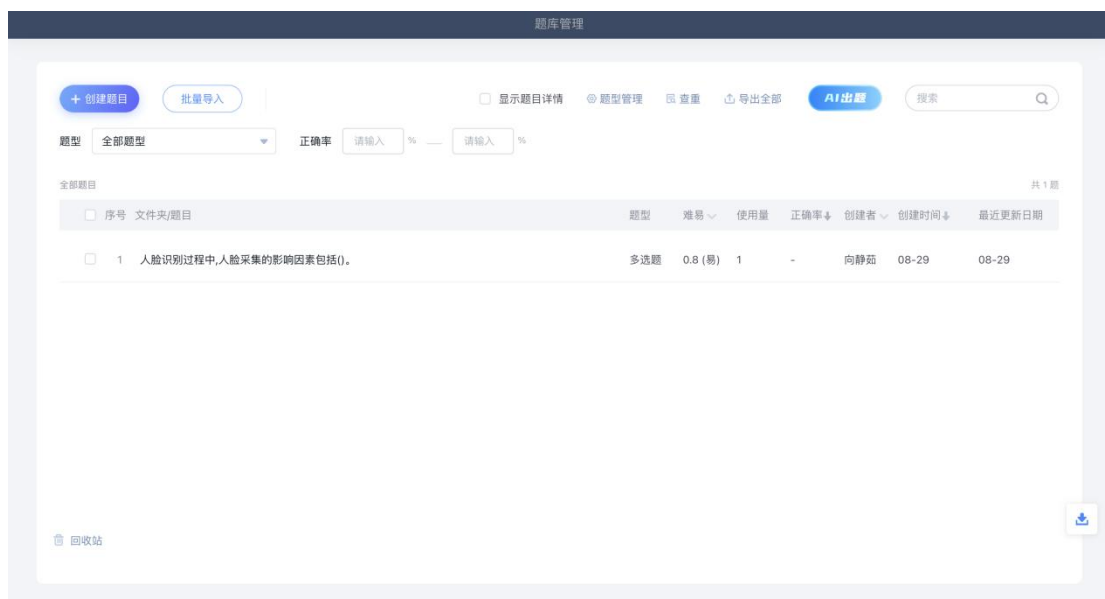 题库管理
+ 创建题目 批量导入 显示题目详情 题型管理 查重 导出全部 AI出题 搜索
题型 全部题型 正确率 请输入 % — 请输入 %
全部题目 共 1 题
序号 文件夹/题目 题型 难易 使用量 正确率 创建者 创建时间 最近更新日期
1 人脸识别过程中,人脸采集的影响因素包括()。 多选题 0.8 (易) 1 - 向静茹 08-29 08-29
回收站